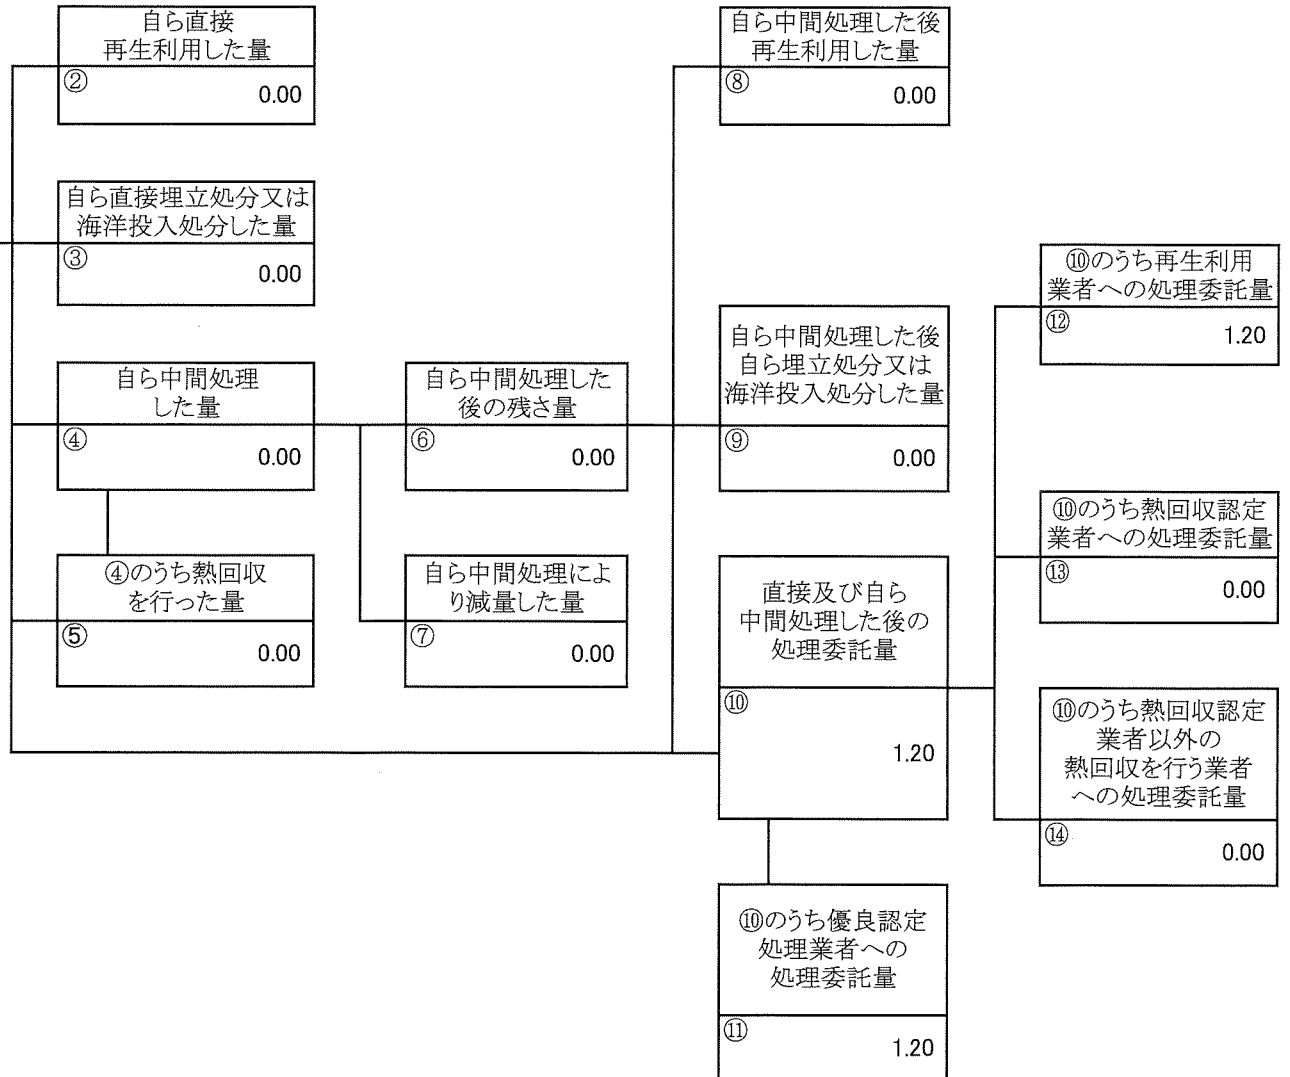 自ら直接
再生利用した量
②
0.00
自ら中間処理した後
再生利用した量
⑧
0.00
自ら直接埋立処分又は
海洋投入処分した量
③
0.00
⑩のうち再生利用
業者への処理委託量
⑫
1.20
自ら中間処理
した量
④
0.00
自ら中間処理した
後の残さ量
⑥
0.00
自ら中間処理した後
自ら埋立処分又は
海洋投入処分した量
⑨
0.00
⑩のうち熱回収認定
業者への処理委託量
⑬
0.00
④のうち熱回収
を行った量
⑤
0.00
自ら中間処理によ
り減量した量
⑦
0.00
直接及び自ら
中間処理した後の
処理委託量
⑩
1.20
⑩のうち熱回収認定
業者以外の
熱回収を行う業者
への処理委託量
⑭
0.00
⑩のうち優良認定
処理業者への
処理委託量
⑪
1.20